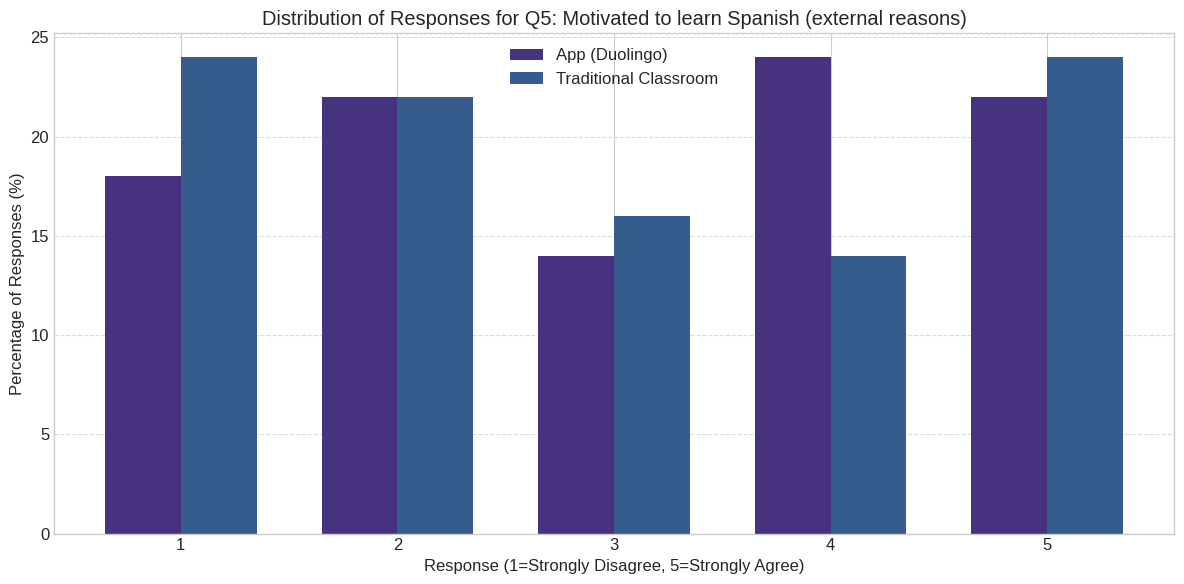 Distribution of Responses for Q5: Motivated to learn Spanish (external reasons)
App (Duolingo)
Traditional Classroom
Percentage of Responses (%)
25
20
15
10
5
0
1 2 3 4 5
Response (1=Strongly Disagree, 5=Strongly Agree)